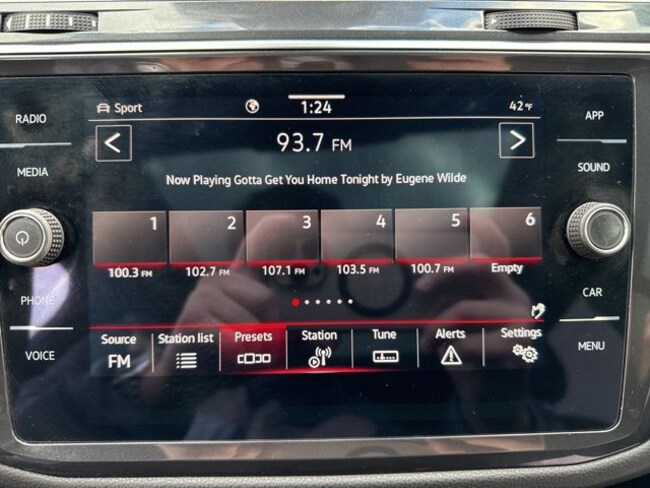 RADIO
MEDIA
PHONE
VOICE
Sport
1:24
42°F
93.7 FM
Now Playing Gotta Get You Home Tonight by Eugene Wilde
1 2 3 4 5 6
100.3 FM 102.7 FM 107.1 FM 103.5 FM 100.7 FM Empty
Source Station list Presets Station Tune Alerts Settings
FM
APP
SOUND
CAR
MENU